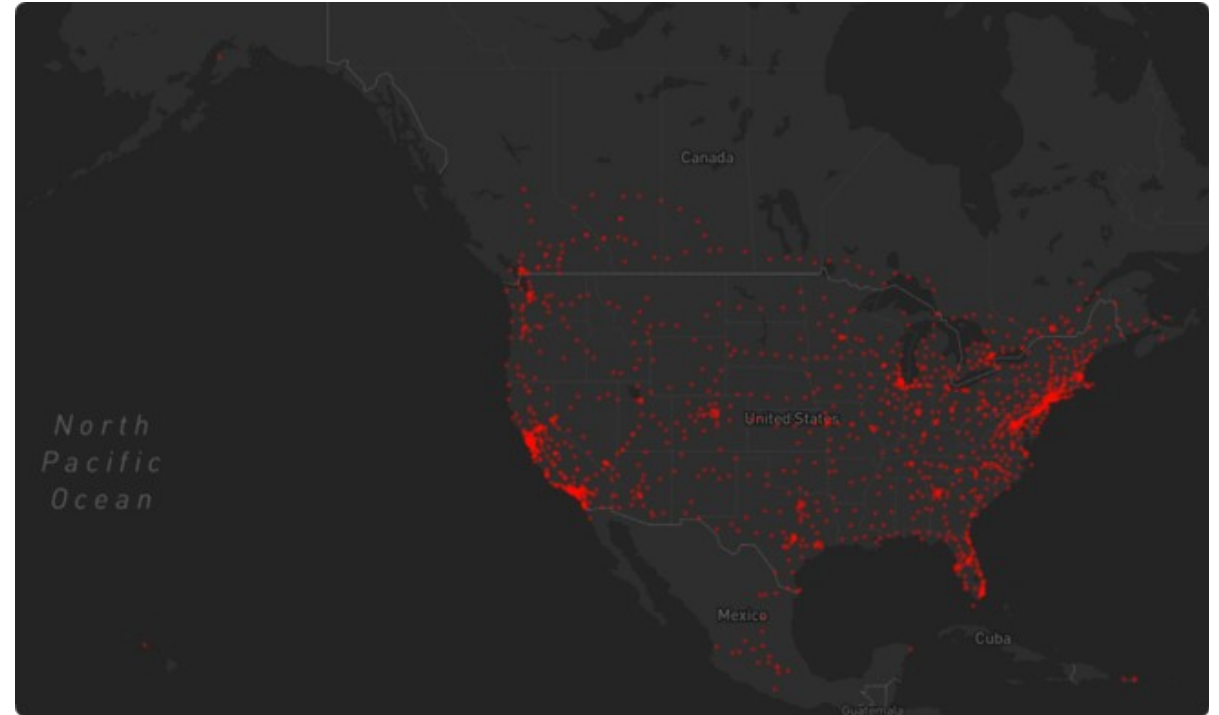 Canada
United States
North
Pacific
Ocean
Mexico
Cuba
Guatemala